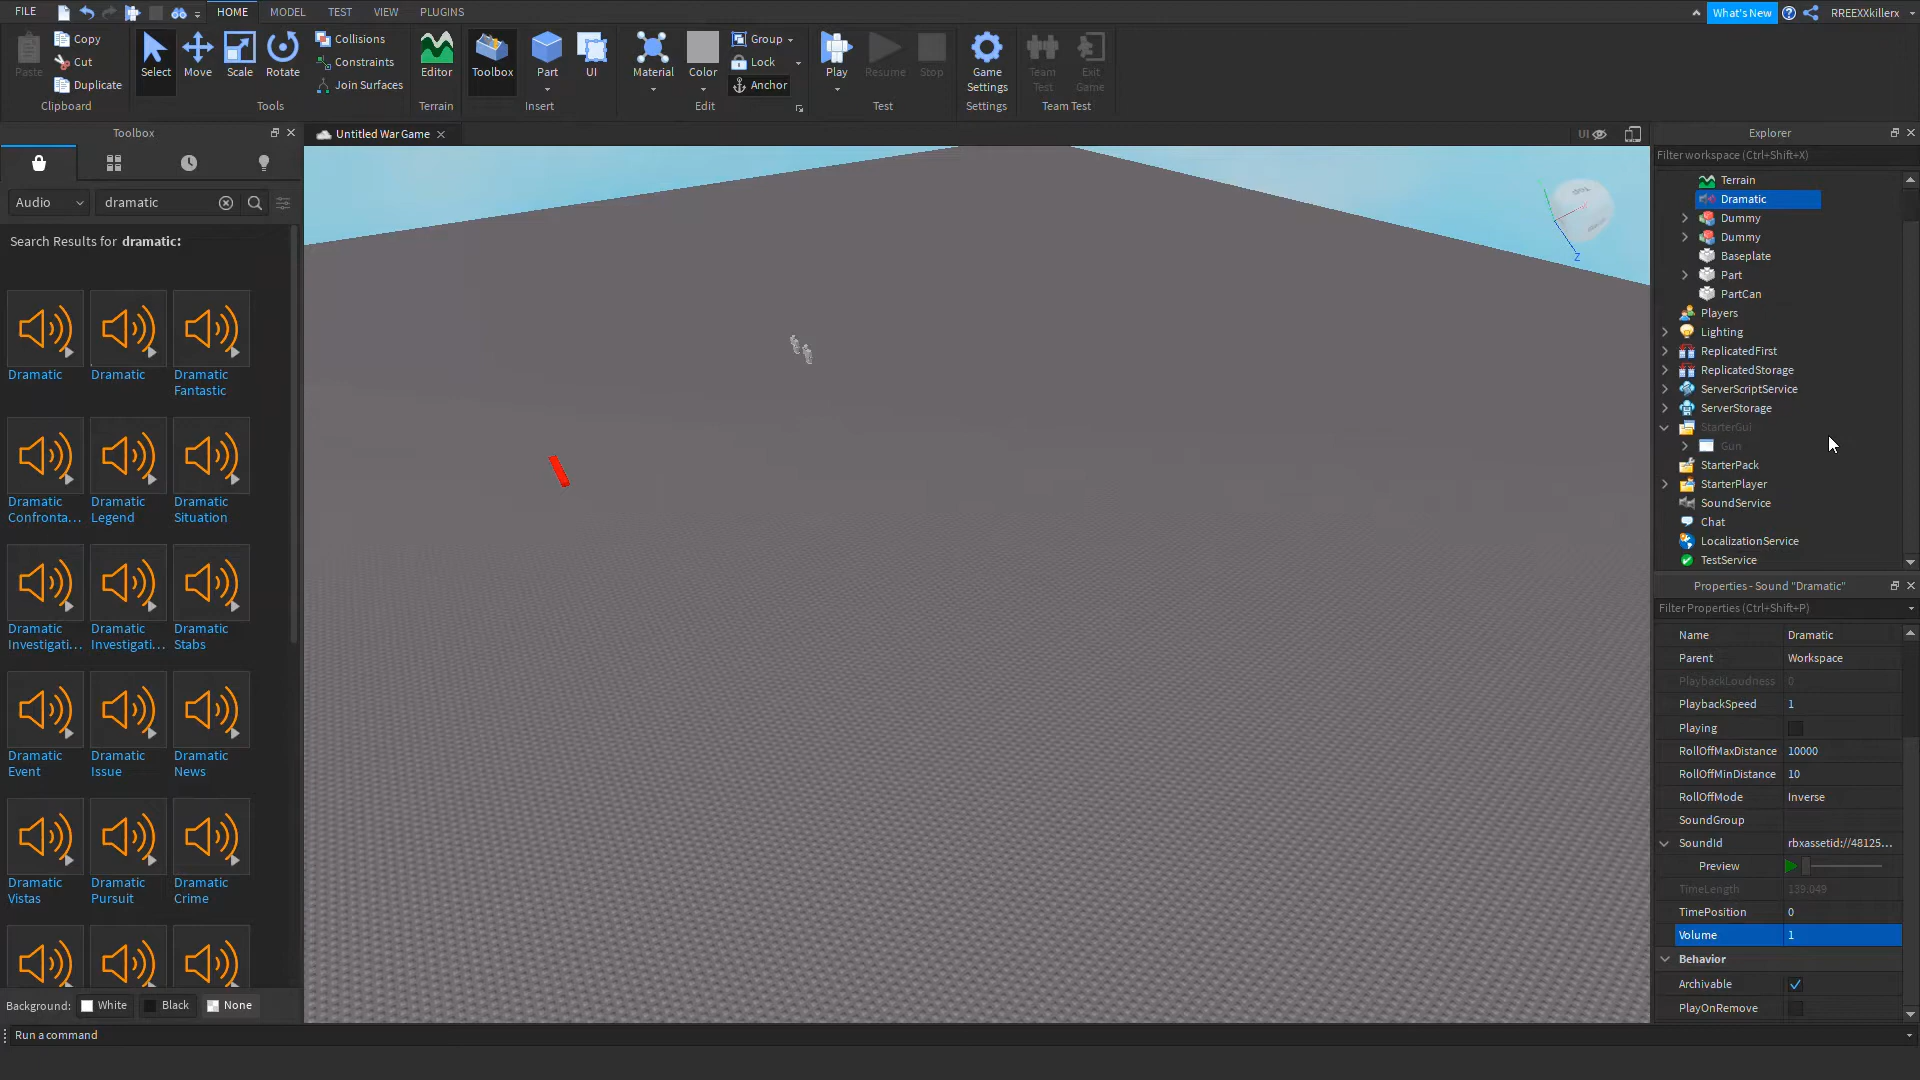 FILE HOME MODEL TEST VIEW PLUGINS What's New RREEXXkillerx
Paste Copy Cut Duplicate Clipboard
Select Move Scale Rotate Collisions Constraints Join Surfaces Tools
Editor Terrain
Toolbox Part UI Insert
Material Color Group Lock Anchor Edit
Play Resume Stop Test
Game Settings Settings
Team Test Exit Game Team Test
Toolbox
Audio dramatic
Search Results for dramatic:
Dramatic
Dramatic
Dramatic Fantastic
Dramatic Confronta...
Dramatic Legend
Dramatic Situation
Dramatic Investigati...
Dramatic Investigati...
Dramatic Stabs
Dramatic Event
Dramatic Issue
Dramatic News
Dramatic Vistas
Dramatic Pursuit
Dramatic Crime
Background: White Black None
Run a command
Untitled War Game
UI
Z
Explorer
Filter workspace (Ctrl+Shift+X)
Terrain
Dramatic
Dummy
Dummy
Baseplate
Part
PartCan
Players
Lighting
ReplicatedFirst
ReplicatedStorage
ServerScriptService
ServerStorage
StarterGui
Gun
StarterPack
StarterPlayer
SoundService
Chat
LocalizationService
TestService
Properties - Sound "Dramatic"
Filter Properties (Ctrl+Shift+P)
Name Dramatic
Parent Workspace
PlaybackLoudness 0
PlaybackSpeed 1
Playing
RollOffMaxDistance 10000
RollOffMinDistance 10
RollOffMode Inverse
SoundGroup
SoundId rbxassetid://48125...
Preview
TimeLength 139.049
TimePosition 0
Volume 1
Behavior
Archivable
PlayOnRemove